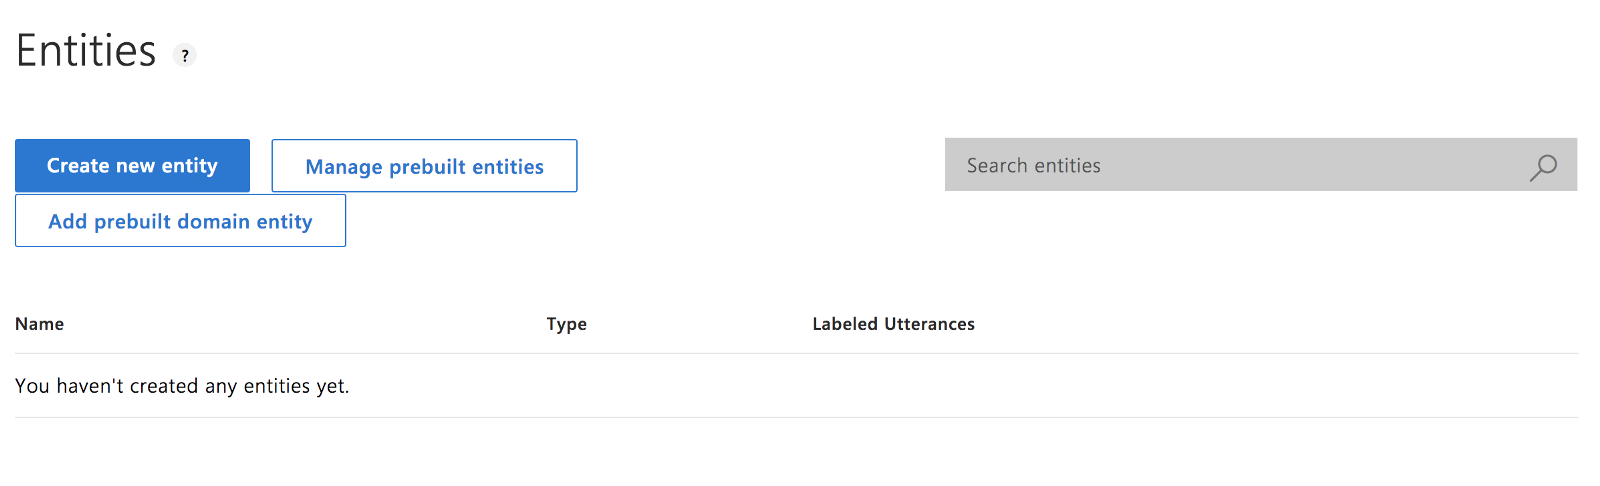 Entities ?
Create new entity
Manage prebuilt entities
Search entities
Add prebuilt domain entity
Name Type Labeled Utterances
You haven't created any entities yet.